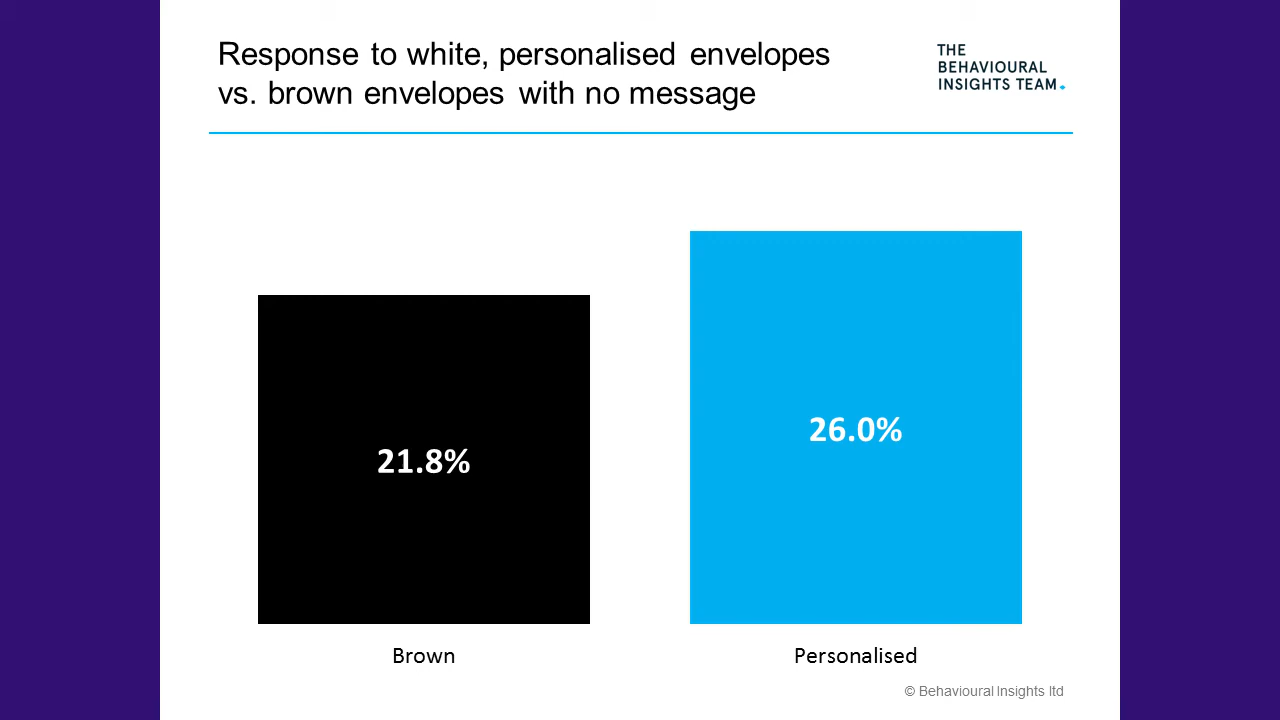 Response to white, personalised envelopes
vs. brown envelopes with no message
THE
BEHAVIOURAL
INSIGHTS TEAM.
21.8%
26.0%
Brown
Personalised
© Behavioural Insights ltd